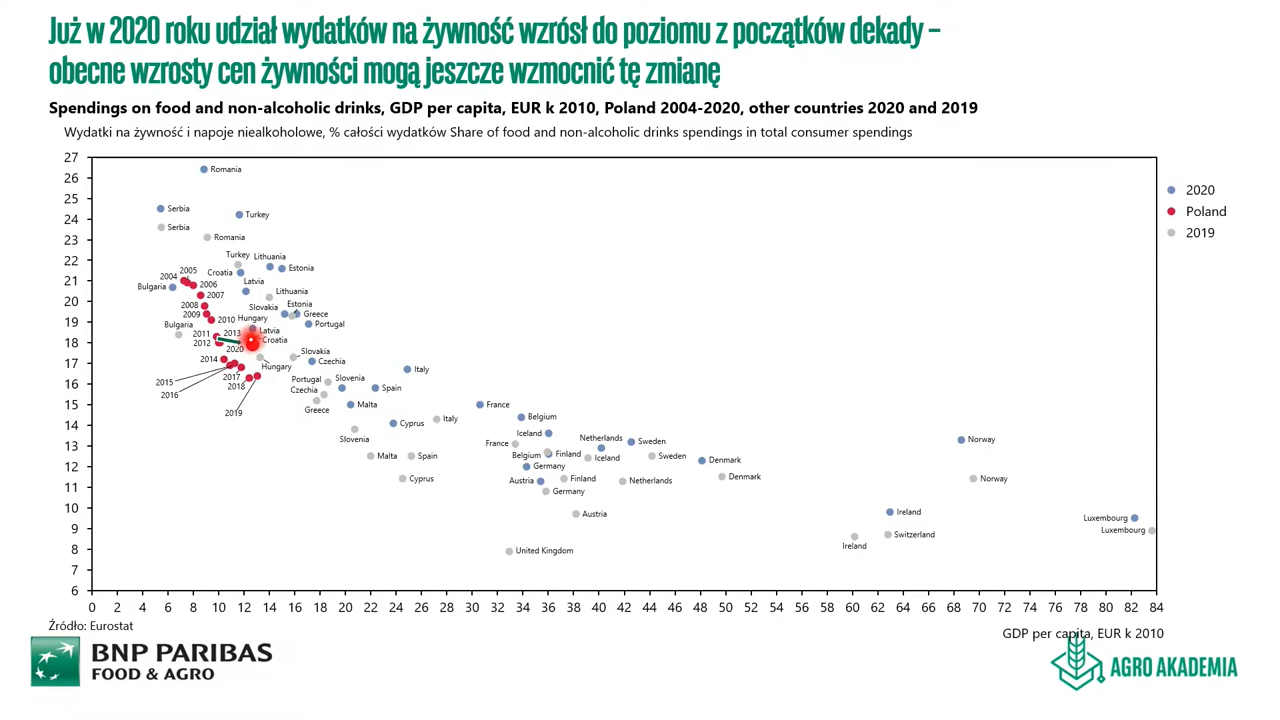 Już w 2020 roku udział wydatków na żywność wzrósł do poziomu z początków dekady –
obecne wzrosty cen żywności mogą jeszcze wzmocnić tę zmianę
Spendings on food and non-alcoholic drinks, GDP per capita, EUR k 2010, Poland 2004-2020, other countries 2020 and 2019
Wydatki na żywność i napoje niealkoholowe, % całości wydatków Share of food and non-alcoholic drinks spendings in total consumer spendings
27
26
25
24
23
22
21
20
19
18
17
16
15
14
13
12
11
10
9
8
7
6
Romania
Serbia
Turkey
Serbia
Romania
Turkey
Lithuania
Croatia
Estonia
2004
2005
2006
Bulgaria
Latvia
2007
Lithuania
2008
Slovakia
Estonia
2009
Greece
2010
Hungary
Portugal
Bulgaria
2011
2013
Latvia
2012
Croatia
2020
2014
Slovakia
Czechia
Hungary
2015
2016
2017
2018
2019
Italy
Portugal
Slovenia
Czechia
Spain
Greece
Malta
Cyprus
Italy
Slovenia
Malta
Spain
Cyprus
France
Belgium
Iceland
France
Belgium
Finland
Netherlands
Sweden
Iceland
Sweden
Germany
Austria
Finland
Germany
Netherlands
Denmark
Denmark
Austria
United Kingdom
Norway
Norway
Ireland
Switzerland
Ireland
Luxembourg
Luxembourg
2020
Poland
2019
0 2 4 6 8 10 12 14 16 18 20 22 24 26 28 30 32 34 36 38 40 42 44 46 48 50 52 54 56 58 60 62 64 66 68 70 72 74 76 78 80 82 84
Źródło: Eurostat
GDP per capita, EUR k 2010
BNP PARIBAS
FOOD & AGRO
AGRO AKADEMIA